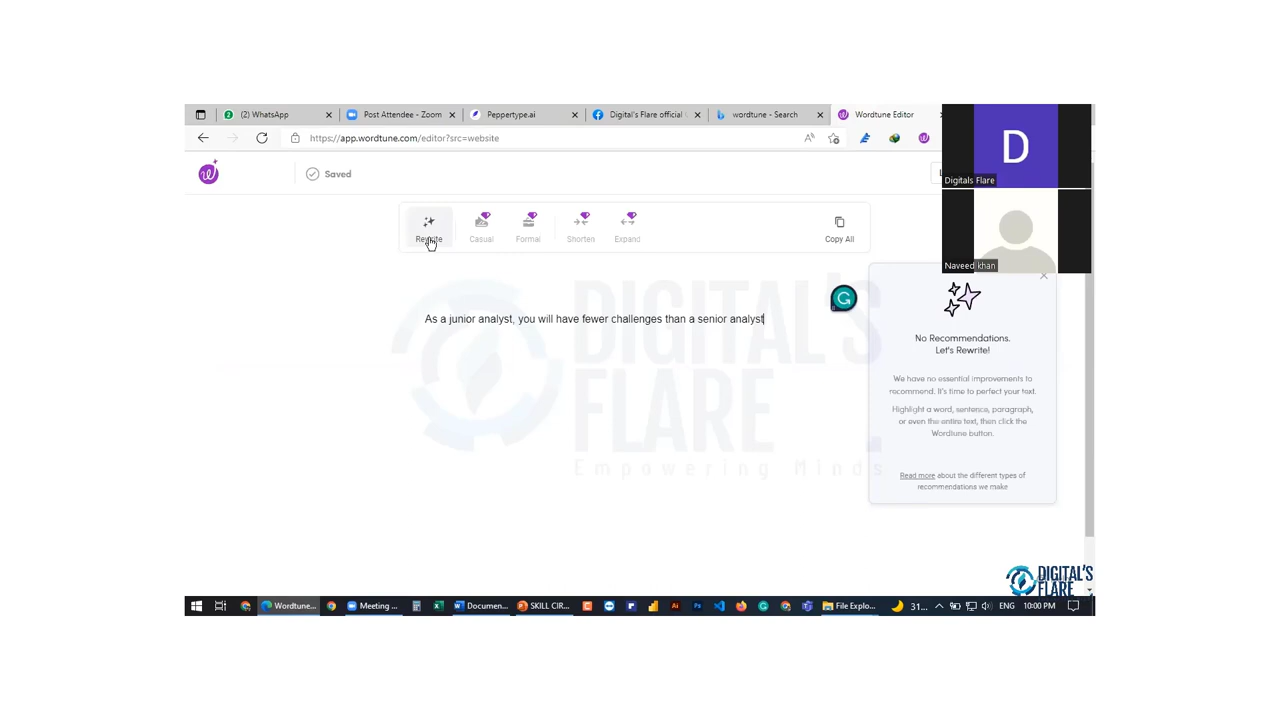 (2) WhatsApp
Post Attendee - Zoom
Peppertype.ai
Digital's Flare official
wordtune - Search
Wordtune Editor
https://app.wordtune.com/editor?src=website
D
Digitals Flare
Saved
Rewrite
Casual
Formal
Shorten
Expand
Copy All
Naveed khan
As a junior analyst, you will have fewer challenges than a senior analyst
No Recommendations.
Let's Rewrite!
We have no essential improvements to
recommend. It's time to perfect your text.
Highlight a word, sentence, paragraph,
or even the entire text, then click the
Wordtune button.
Read more about the different types of
recommendations we make
DIGITAL'S
FLARE
Empowering Minds
DIGITAL'S
FLARE
Wordtune...
Meeting ...
Documen...
SKILL CIR...
File Explo...
31...
ENG
10:00 PM